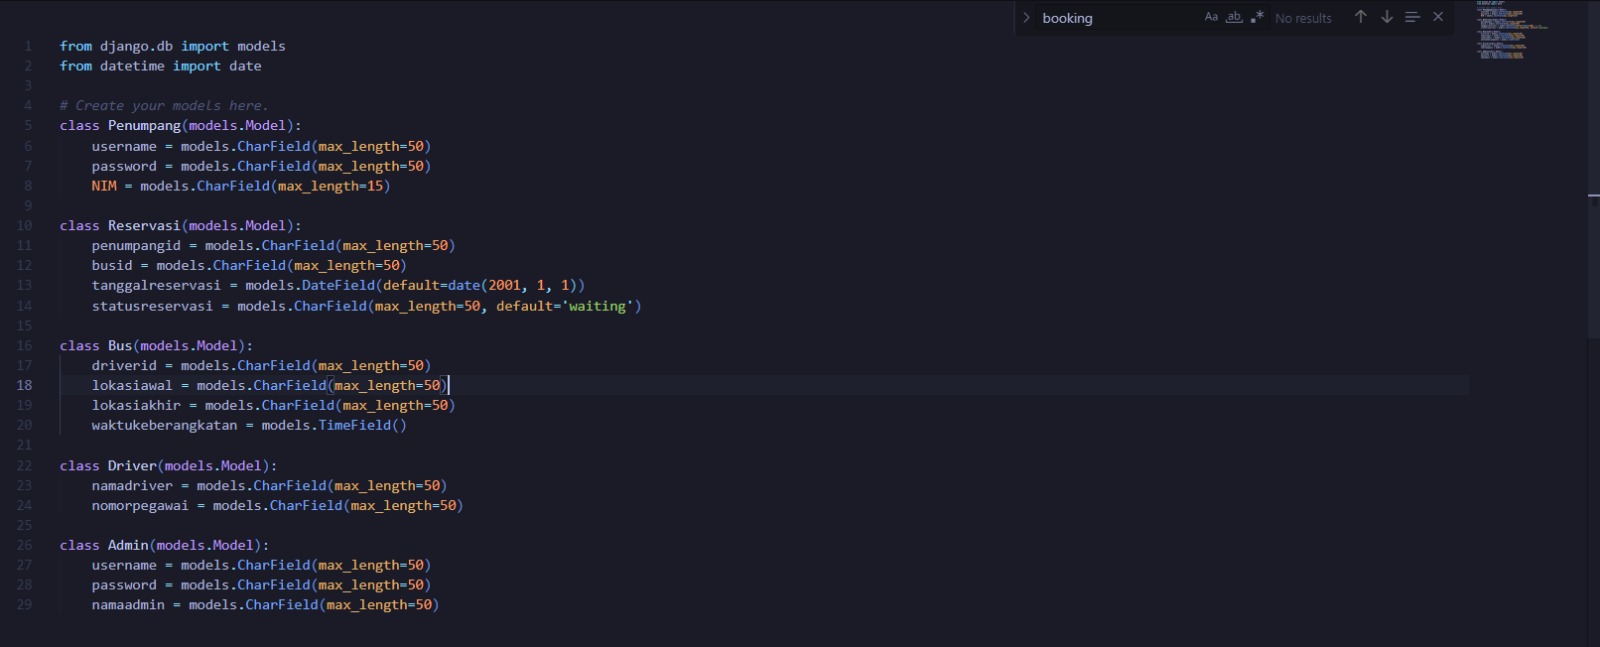 booking Aa ab .* No results
1 from django.db import models
2 from datetime import date
3
4 # Create your models here.
5 class Penumpang(models.Model):
6 username = models.CharField(max_length=50)
7 password = models.CharField(max_length=50)
8 NIM = models.CharField(max_length=15)
9
10 class Reservasi(models.Model):
11 penumpangid = models.CharField(max_length=50)
12 busid = models.CharField(max_length=50)
13 tanggalreservasi = models.DateField(default=date(2001, 1, 1))
14 statusreservasi = models.CharField(max_length=50, default='waiting')
15
16 class Bus(models.Model):
17 driverid = models.CharField(max_length=50)
18 lokasiawal = models.CharField(max_length=50)
19 lokasiakhir = models.CharField(max_length=50)
20 waktukeberangkatan = models.TimeField()
21
22 class Driver(models.Model):
23 namadriver = models.CharField(max_length=50)
24 nomorpegawai = models.CharField(max_length=50)
25
26 class Admin(models.Model):
27 username = models.CharField(max_length=50)
28 password = models.CharField(max_length=50)
29 namaadmin = models.CharField(max_length=50)